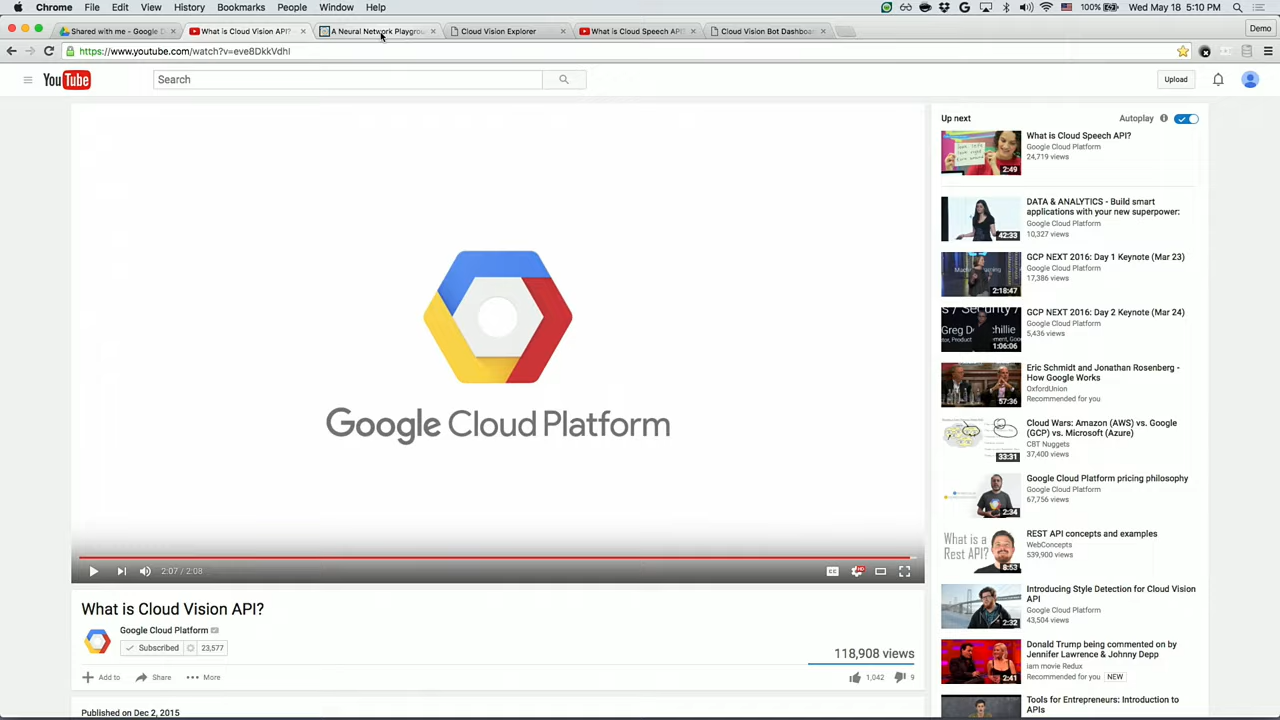 Chrome File Edit View History Bookmarks People Window Help 100% Wed May 18 5:10 PM
Shared with me - Google D What is Cloud Vision API? A Neural Network Playgrou Cloud Vision Explorer What is Cloud Speech API? Cloud Vision Bot Dashboa Demo
https://www.youtube.com/watch?v=eve8DkkVdhI
YouTube Search Upload
Up next Autoplay
What is Cloud Speech API?
Google Cloud Platform
24,719 views
2:49
DATA & ANALYTICS - Build smart
applications with your new superpower:
Google Cloud Platform
10,327 views
42:33
GCP NEXT 2016: Day 1 Keynote (Mar 23)
Google Cloud Platform
17,386 views
2:18:47
GCP NEXT 2016: Day 2 Keynote (Mar 24)
Google Cloud Platform
5,436 views
1:06:06
Eric Schmidt and Jonathan Rosenberg -
How Google Works
OxfordUnion
Recommended for you
57:36
Cloud Wars: Amazon (AWS) vs. Google
(GCP) vs. Microsoft (Azure)
CBT Nuggets
37,400 views
33:31
Google Cloud Platform pricing philosophy
Google Cloud Platform
67,756 views
2:34
REST API concepts and examples
WebConcepts
539,900 views
What is a
Rest API?
8:53
Introducing Style Detection for Cloud Vision
API
Google Cloud Platform
43,504 views
2:32
Donald Trump being commented on by
Jennifer Lawrence & Johnny Depp
iam movie Redux
Recommended for you NEW
2:41
Tools for Entrepreneurs: Introduction to
APIs
Google Cloud Platform
2:07 / 2:08 CC HD
What is Cloud Vision API?
Google Cloud Platform
Subscribed 23,577
118,908 views
Add to Share More 1,042 9
Published on Dec 2, 2015